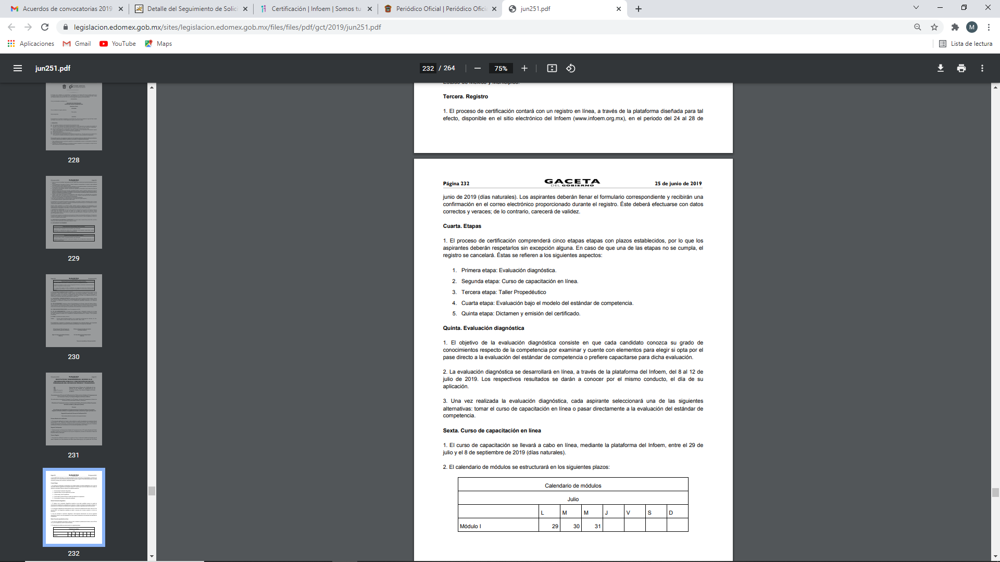 Acuerdos de convocatorias 2019
Detalle del Seguimiento de Solici
Certificación | Infoem | Somos tu
Periódico Oficial | Periódico Ofici
jun251.pdf
legislacion.edomex.gob.mx/sites/legislacion.edomex.gob.mx/files/files/pdf/gct/2019/jun251.pdf
M
Aplicaciones
Gmail
YouTube
Maps
Lista de lectura
jun251.pdf
232 / 264
75%
228
229
230
231
232
Estado de México y Municipios.
Tercera. Registro
1. El proceso de certificación contará con un registro en línea, a través de la plataforma diseñada para tal
efecto, disponible en el sitio electrónico del Infoem (www.infoem.org.mx), en el periodo del 24 al 28 de
Página 232
GACETA
DEL GOBIERNO
25 de junio de 2019
junio de 2019 (días naturales). Los aspirantes deberán llenar el formulario correspondiente y recibirán una
confirmación en el correo electrónico proporcionado durante el registro. Éste deberá efectuarse con datos
correctos y veraces; de lo contrario, carecerá de validez.
Cuarta. Etapas
1. El proceso de certificación comprenderá cinco etapas etapas con plazos establecidos, por lo que los
aspirantes deberán respetarlos sin excepción alguna. En caso de que una de las etapas no se cumpla, el
registro se cancelará. Éstas se refieren a los siguientes aspectos:
1. Primera etapa: Evaluación diagnóstica.
2. Segunda etapa: Curso de capacitación en línea.
3. Tercera etapa: Taller Propedéutico
4. Cuarta etapa: Evaluación bajo el modelo del estándar de competencia.
5. Quinta etapa: Dictamen y emisión del certificado.
Quinta. Evaluación diagnóstica
1. El objetivo de la evaluación diagnóstica consiste en que cada candidato conozca su grado de
conocimientos respecto de la competencia por examinar y cuente con elementos para elegir si opta por el
pase directo a la evaluación del estándar de competencia o prefiere capacitarse para dicha evaluación.
2. La evaluación diagnóstica se desarrollará en línea, a través de la plataforma del Infoem, del 8 al 12 de
julio de 2019. Los respectivos resultados se darán a conocer por el mismo conducto, el día de su
aplicación.
3. Una vez realizada la evaluación diagnóstica, cada aspirante seleccionará una de las siguientes
alternativas: tomar el curso de capacitación en línea o pasar directamente a la evaluación del estándar de
competencia.
Sexta. Curso de capacitación en línea
1. El curso de capacitación se llevará a cabo en línea, mediante la plataforma del Infoem, entre el 29 de
julio y el 8 de septiembre de 2019 (días naturales).
2. El calendario de módulos se estructurará en los siguientes plazos:
Calendario de módulos
Julio
L M M J V S D
Módulo I 29 30 31